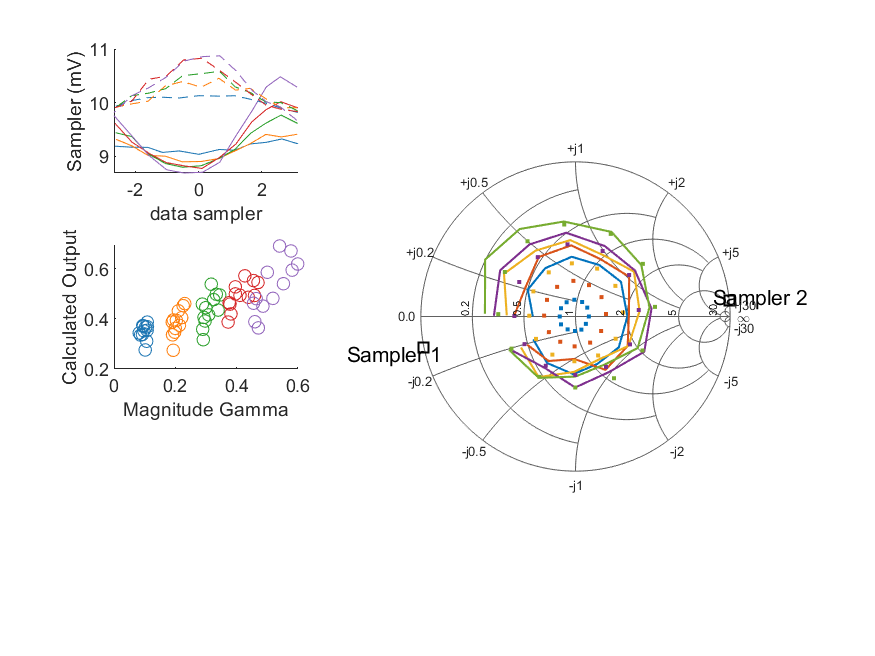 11
10
9
Sampler (mV)
-2 0 2
data sampler
0.6
0.4
0.2
Calculated Output
0 0.2 0.4 0.6
Magnitude Gamma
+j1
+j0.5 +j2
+j0.2 +j5
0.0 0.2 0.5 1 2 5 30
+j30
∞
-j30
Sampler 2
Sampler 1
-j0.2 -j5
-j0.5 -j2
-j1